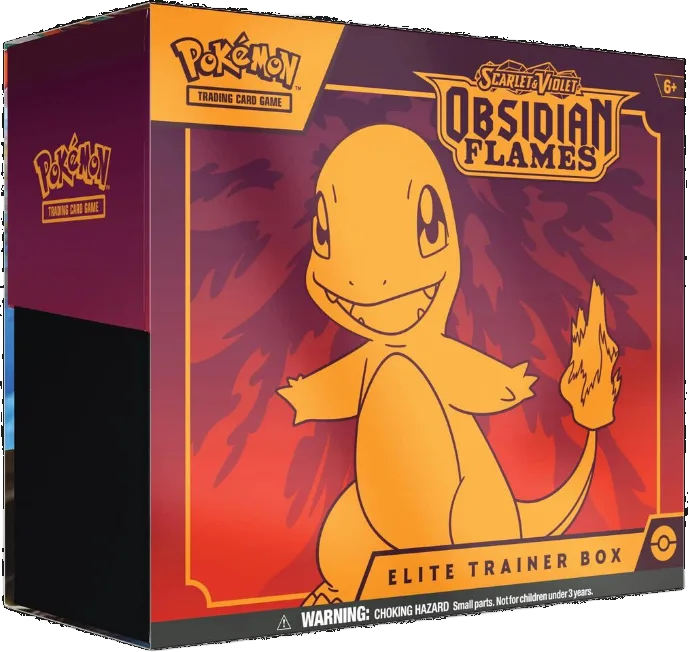 POKéMON
TRADING CARD GAME
POKéMON
TRADING CARD GAME
SCARLET & VIOLET
OBSIDIAN
FLAMES
6+
ELITE TRAINER BOX
WARNING: CHOKING HAZARD Small parts. Not for children under 3 years.